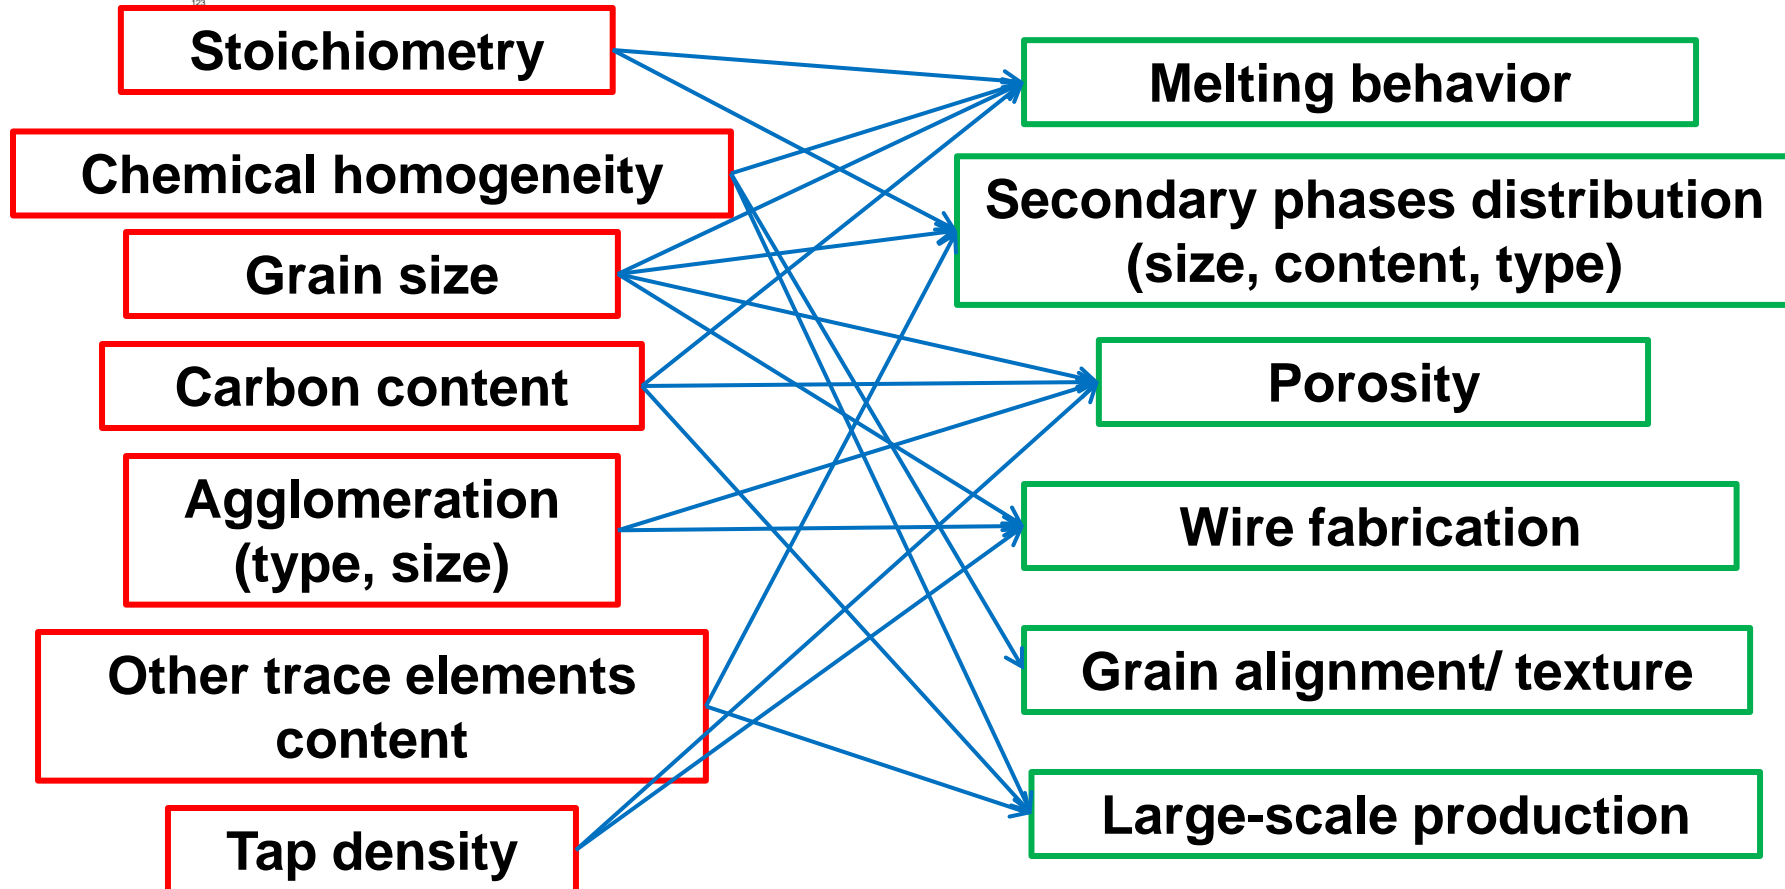 123
Stoichiometry
Chemical homogeneity
Grain size
Carbon content
Agglomeration
(type, size)
Other trace elements
content
Tap density
Melting behavior
Secondary phases distribution
(size, content, type)
Porosity
Wire fabrication
Grain alignment/ texture
Large-scale production